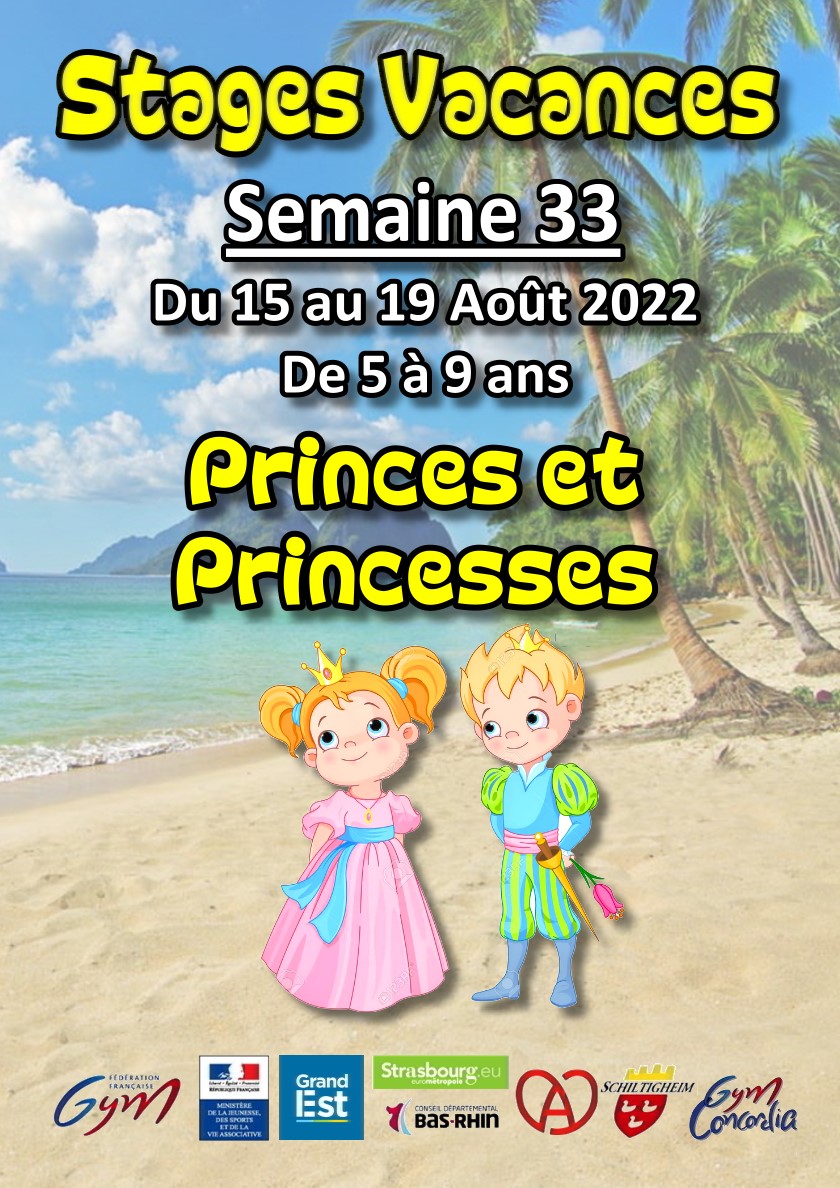 Stages Vacances
Semaine 33
Du 15 au 19 Août 2022
De 5 à 9 ans
Princes et
Princesses
FÉDÉRATION
FRANÇAISE
Gym
Liberté • Égalité • Fraternité
RÉPUBLIQUE FRANÇAISE
MINISTÈRE
DE LA JEUNESSE,
DES SPORTS
ET DE LA
VIE ASSOCIATIVE
Grand
Est
Strasbourg.eu
eurométropole
CONSEIL DÉPARTEMENTAL
BAS-RHIN
SCHILTIGHEIM
Gym
Concordia